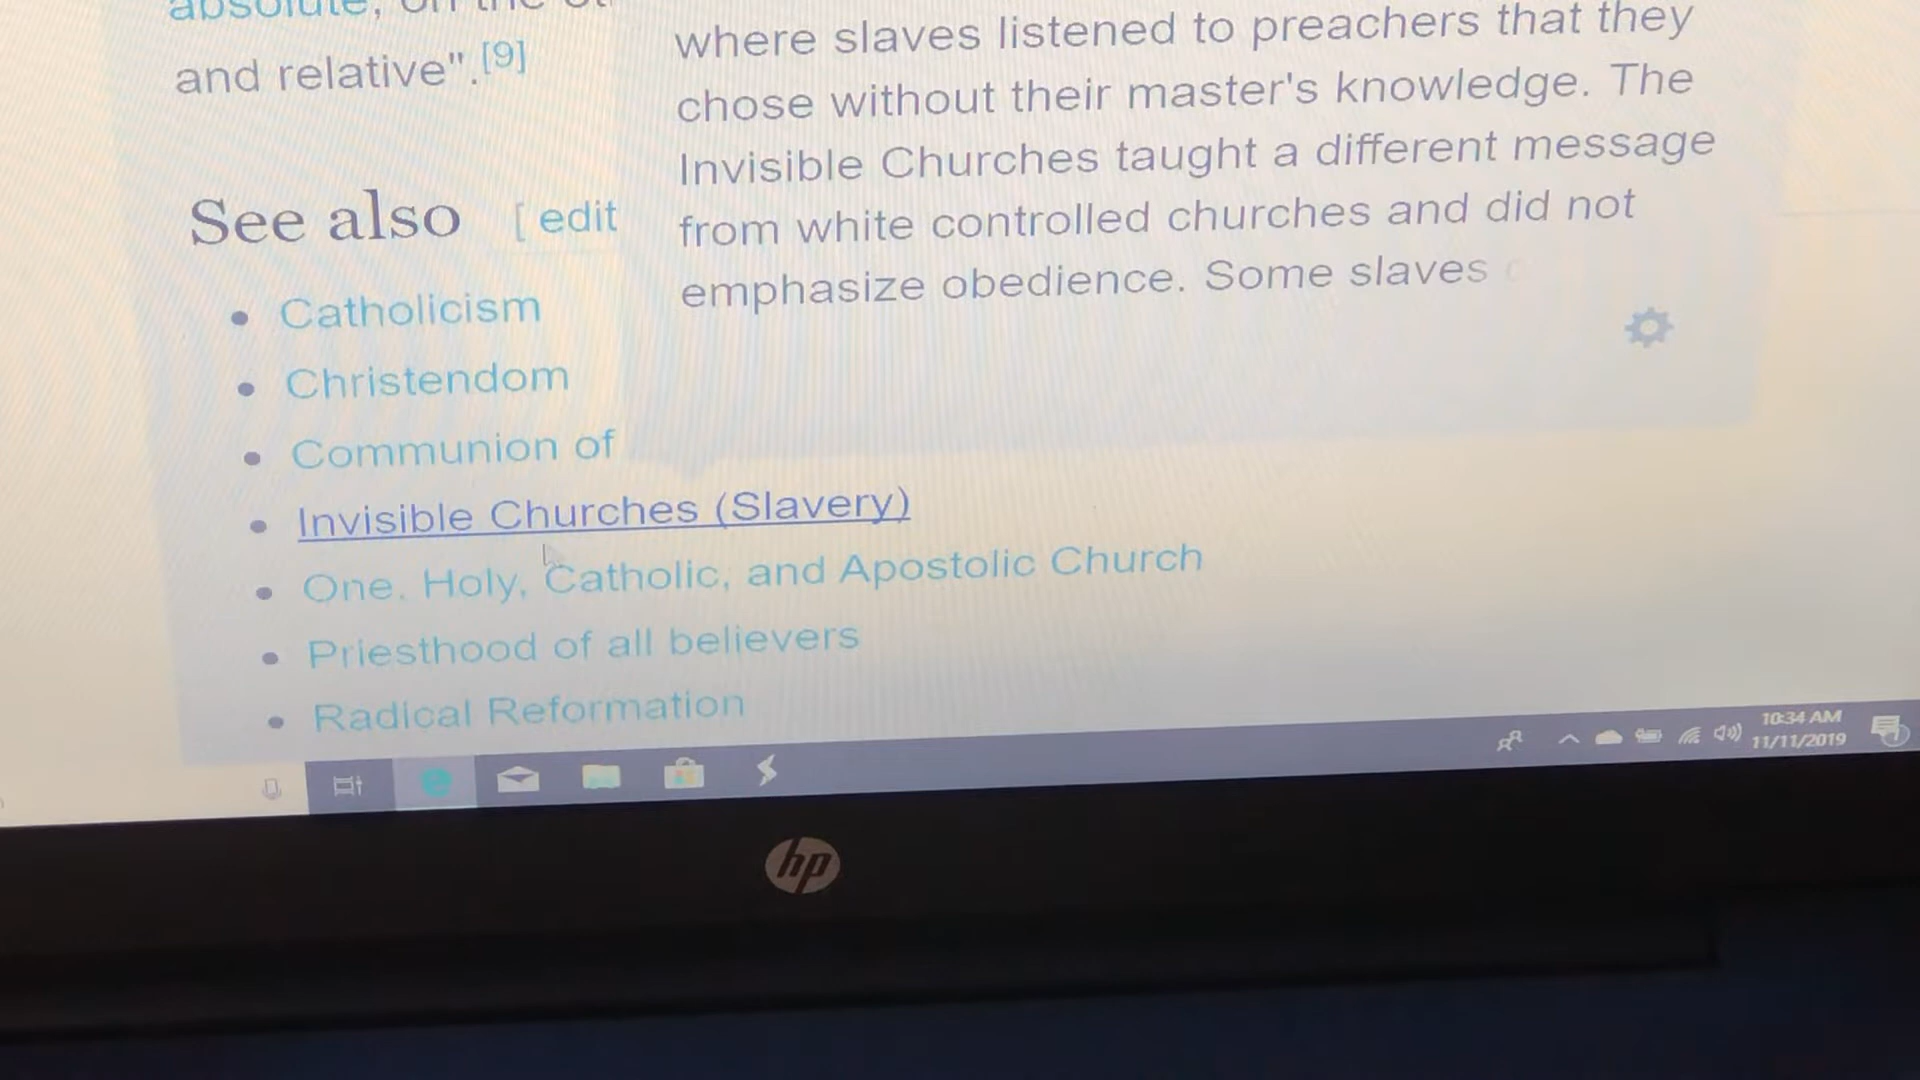 absolute, on the
and relative".[9]
where slaves listened to preachers that they
chose without their master's knowledge. The
Invisible Churches taught a different message
from white controlled churches and did not
emphasize obedience. Some slaves
See also [ edit
Catholicism
Christendom
Communion of
Invisible Churches (Slavery)
One, Holy, Catholic, and Apostolic Church
Priesthood of all believers
Radical Reformation
10:34 AM
11/11/2019
hp